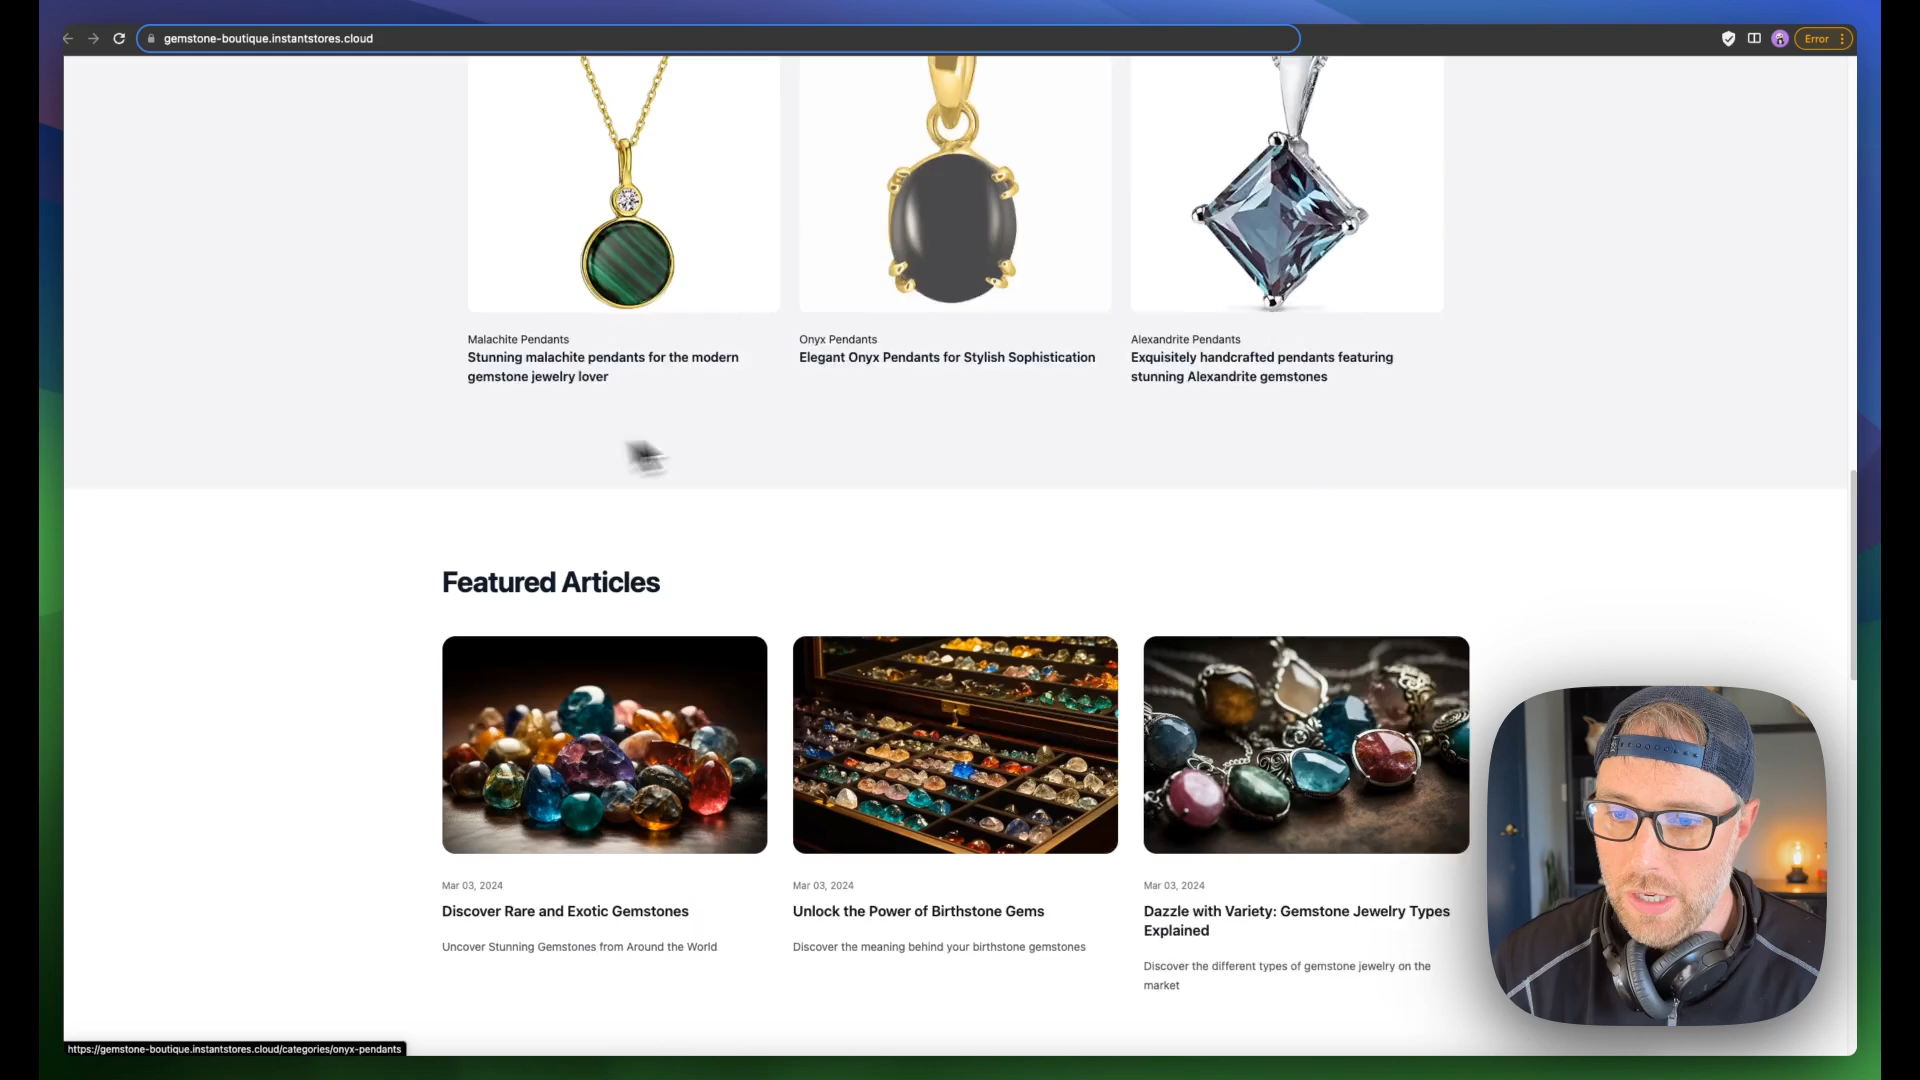 gemstone-boutique.instantstores.cloud
Error
Malachite Pendants
Stunning malachite pendants for the modern
gemstone jewelry lover
Onyx Pendants
Elegant Onyx Pendants for Stylish Sophistication
Alexandrite Pendants
Exquisitely handcrafted pendants featuring
stunning Alexandrite gemstones
Featured Articles
Mar 03, 2024
Discover Rare and Exotic Gemstones
Uncover Stunning Gemstones from Around the World
Mar 03, 2024
Unlock the Power of Birthstone Gems
Discover the meaning behind your birthstone gemstones
Mar 03, 2024
Dazzle with Variety: Gemstone Jewelry Types
Explained
Discover the different types of gemstone jewelry on the
market
https://gemstone-boutique.instantstores.cloud/categories/onyx-pendants